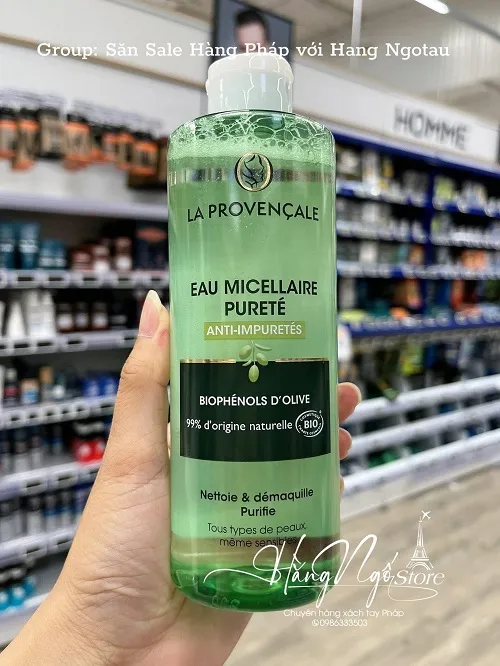 Group: Săn Sale Hàng Pháp với Hang Ngotau
HOMME
LA PROVENÇALE
EAU MICELLAIRE
PURETÉ
ANTI-IMPURETÉS
BIOPHÉNOLS D'OLIVE
99% d'origine naturelle
BIO
Nettoie & démaquille
Purifie
Tous types de peaux,
même sensibles
Hằng Ngố Store
Chuyên hàng xách tay Pháp
0986333503